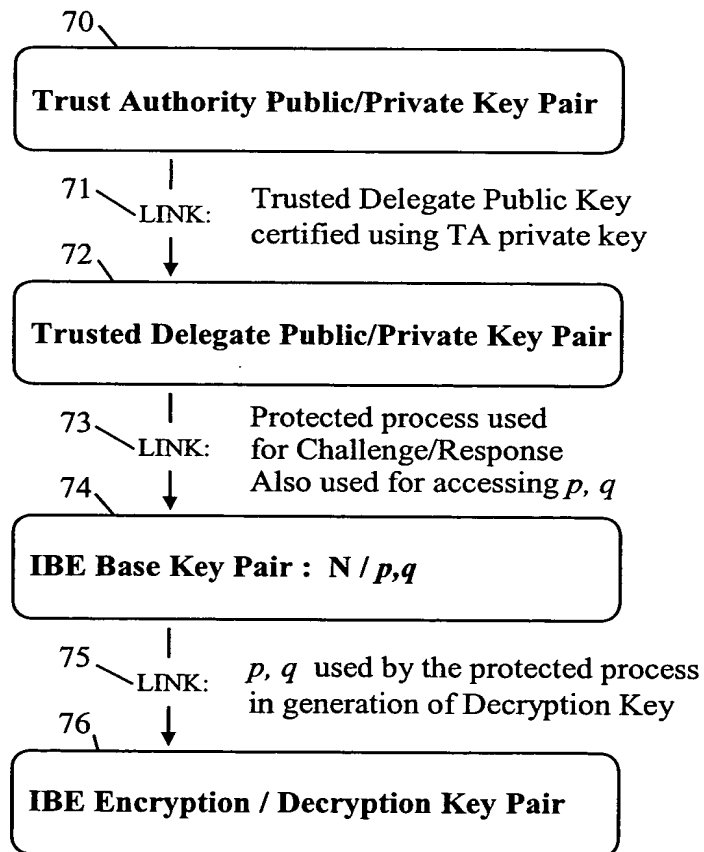 70
Trust Authority Public/Private Key Pair
71
LINK:
Trusted Delegate Public Key
certified using TA private key
72
Trusted Delegate Public/Private Key Pair
73
LINK:
Protected process used
for Challenge/Response
Also used for accessing p, q
74
IBE Base Key Pair : N / p,q
75
LINK:
p, q used by the protected process
in generation of Decryption Key
76
IBE Encryption / Decryption Key Pair